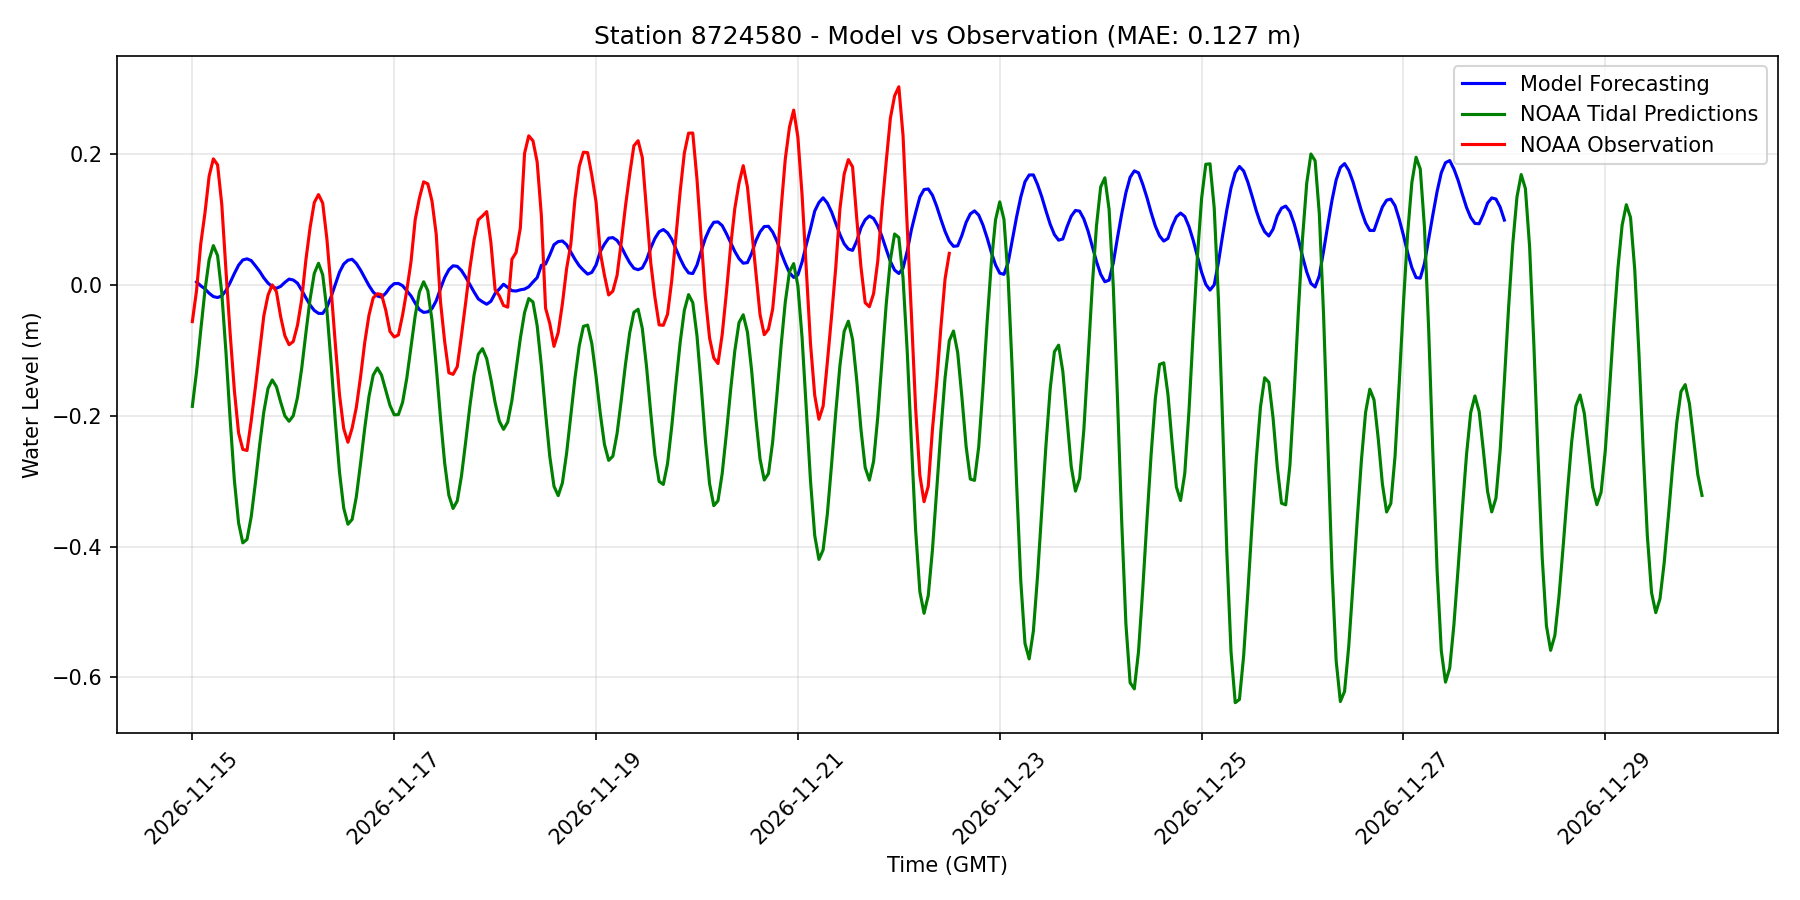 Station 8724580 - Model vs Observation (MAE: 0.127 m)
Model Forecasting
NOAA Tidal Predictions
NOAA Observation
Water Level (m)
0.2
0.0
−0.2
−0.4
−0.6
2026-11-15
2026-11-17
2026-11-19
2026-11-21
2026-11-23
2026-11-25
2026-11-27
2026-11-29
Time (GMT)